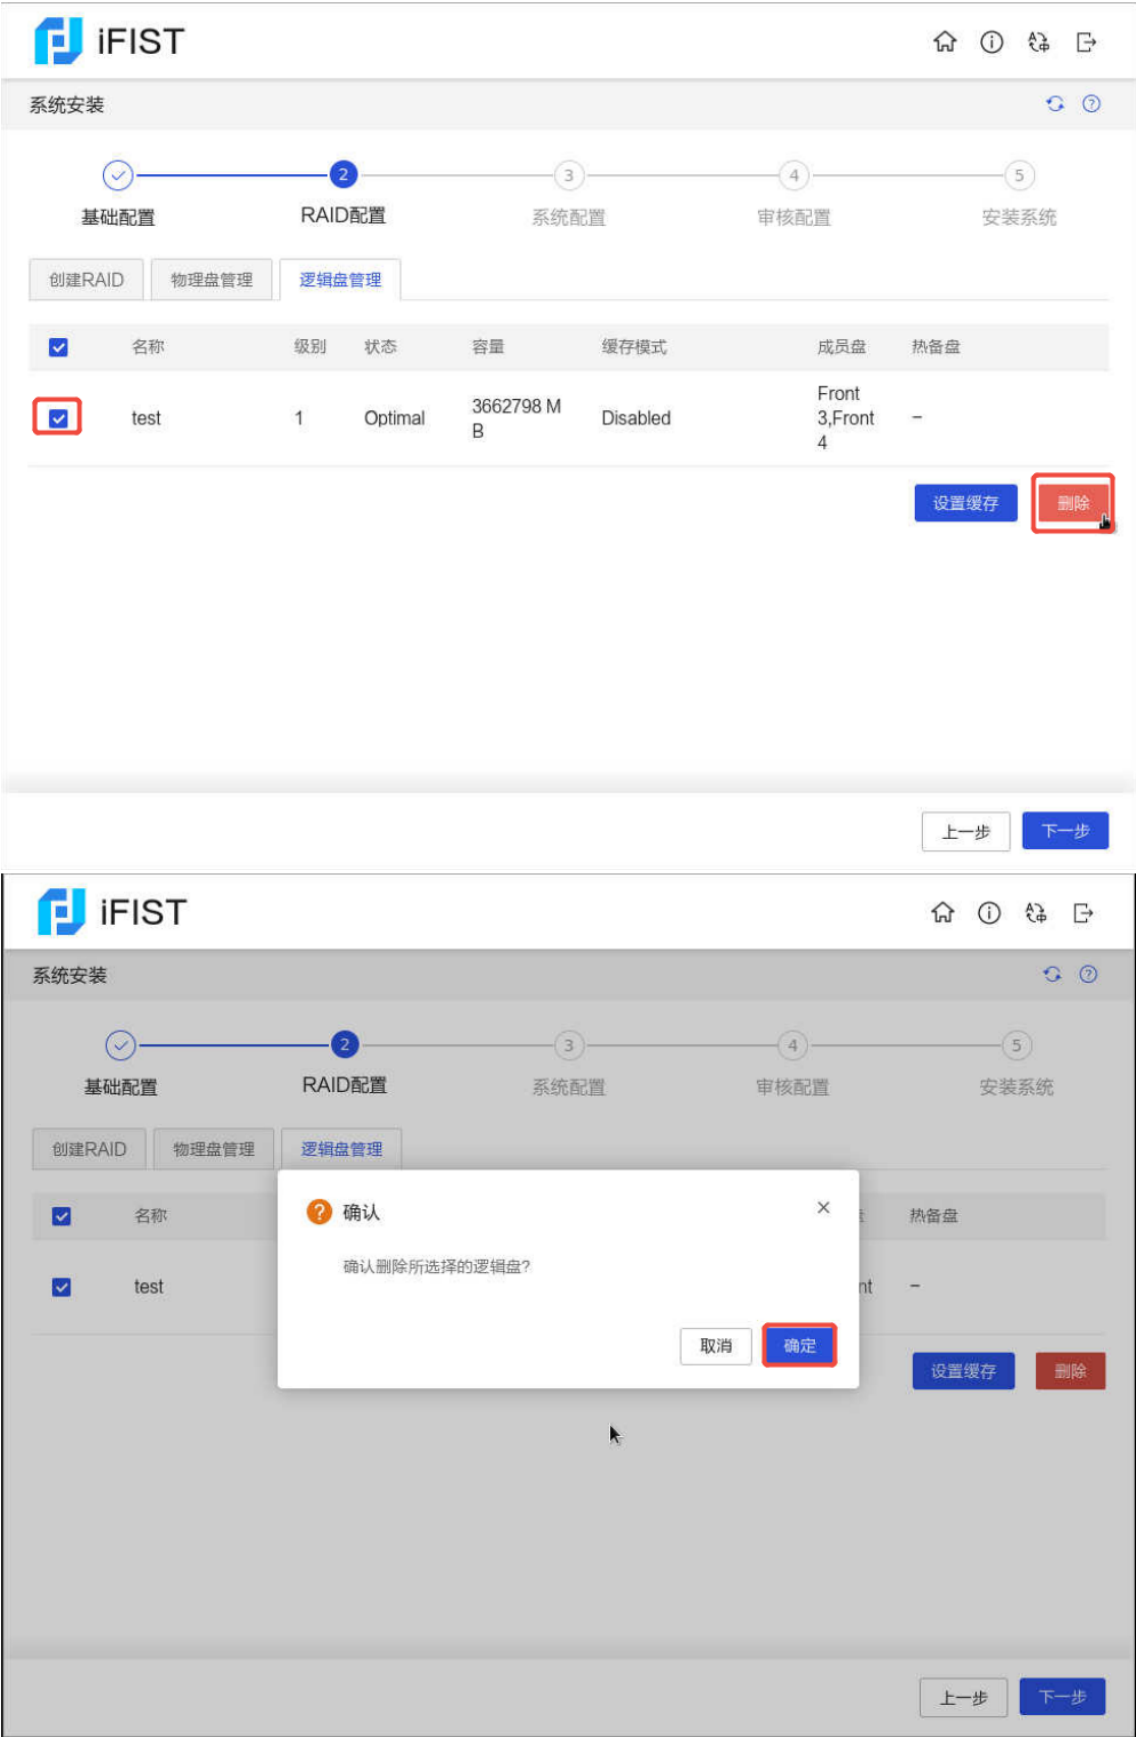 iFIST
系统安装
2 3 4 5
基础配置 RAID配置 系统配置 审核配置 安装系统
创建RAID 物理盘管理 逻辑盘管理
名称 级别 状态 容量 缓存模式 成员盘 热备盘
test 1 Optimal 3662798 M Disabled Front –
B 3,Front
4
设置缓存 删除
上一步 下一步
iFIST
系统安装
2 3 4 5
基础配置 RAID配置 系统配置 审核配置 安装系统
创建RAID 物理盘管理 逻辑盘管理
名称 热备盘
? 确认 ×
确认删除所选择的逻辑盘?
test nt –
取消 确定
设置缓存 删除
上一步 下一步